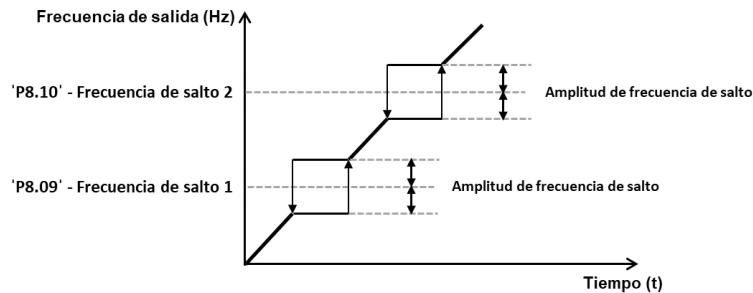 Frecuencia de salida (Hz)
'P8.10' - Frecuencia de salto 2
Amplitud de frecuencia de salto
'P8.09' - Frecuencia de salto 1
Amplitud de frecuencia de salto
Tiempo (t)